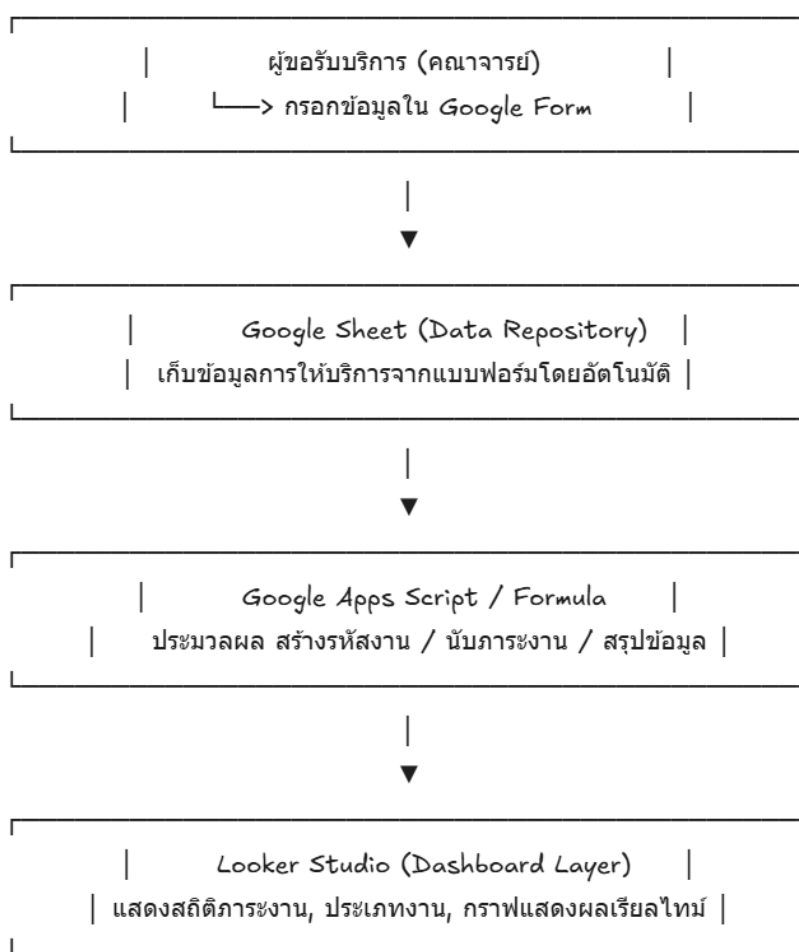 ผู้ขอรับบริการ (คณาจารย์)
└──> กรอกข้อมูลใน Google Form
Google Sheet (Data Repository)
เก็บข้อมูลการให้บริการจากแบบฟอร์มโดยอัตโนมัติ
Google Apps Script / Formula
ประมวลผล สร้างรหัสงาน / นับภาระงาน / สรุปข้อมูล
Looker Studio (Dashboard Layer)
แสดงสถิติภาระงาน, ประเภทงาน, กราฟแสดงผลเรียลไทม์